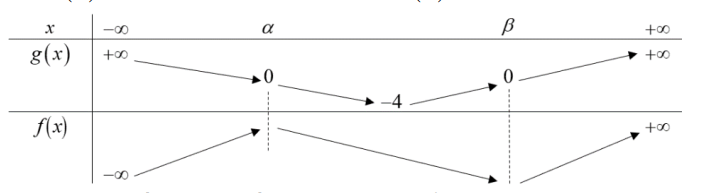 x −∞ α β +∞
g(x) +∞ 0 −4 0 +∞
f(x) −∞ +∞